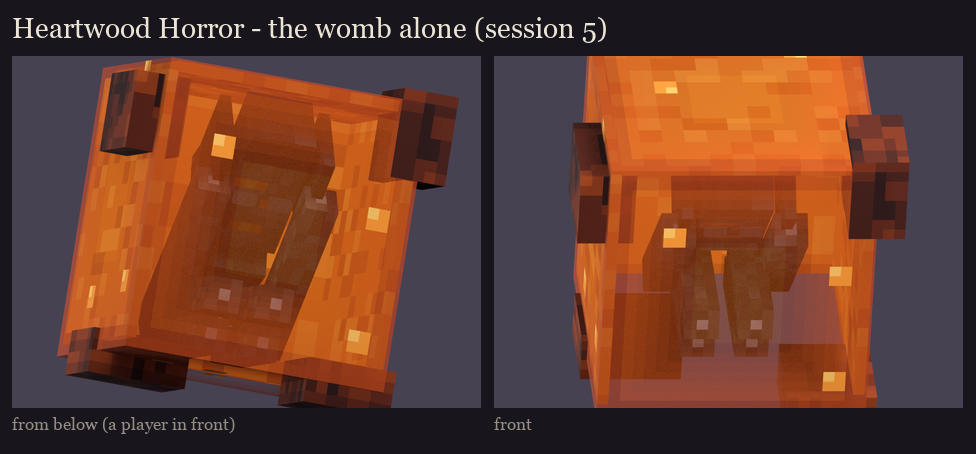 Heartwood Horror - the womb alone (session 5)
from below (a player in front)
front